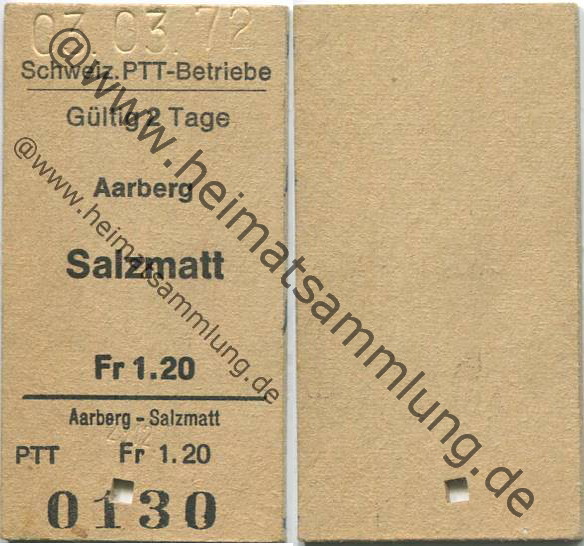 03.03.72
Schweiz.PTT-Betriebe
Gültig 2 Tage
Aarberg
Salzmatt
Fr 1.20
Aarberg - Salzmatt
PTT Fr 1.20
0130
@www.heimatsammlung.de
@www.heimatsammlung.de